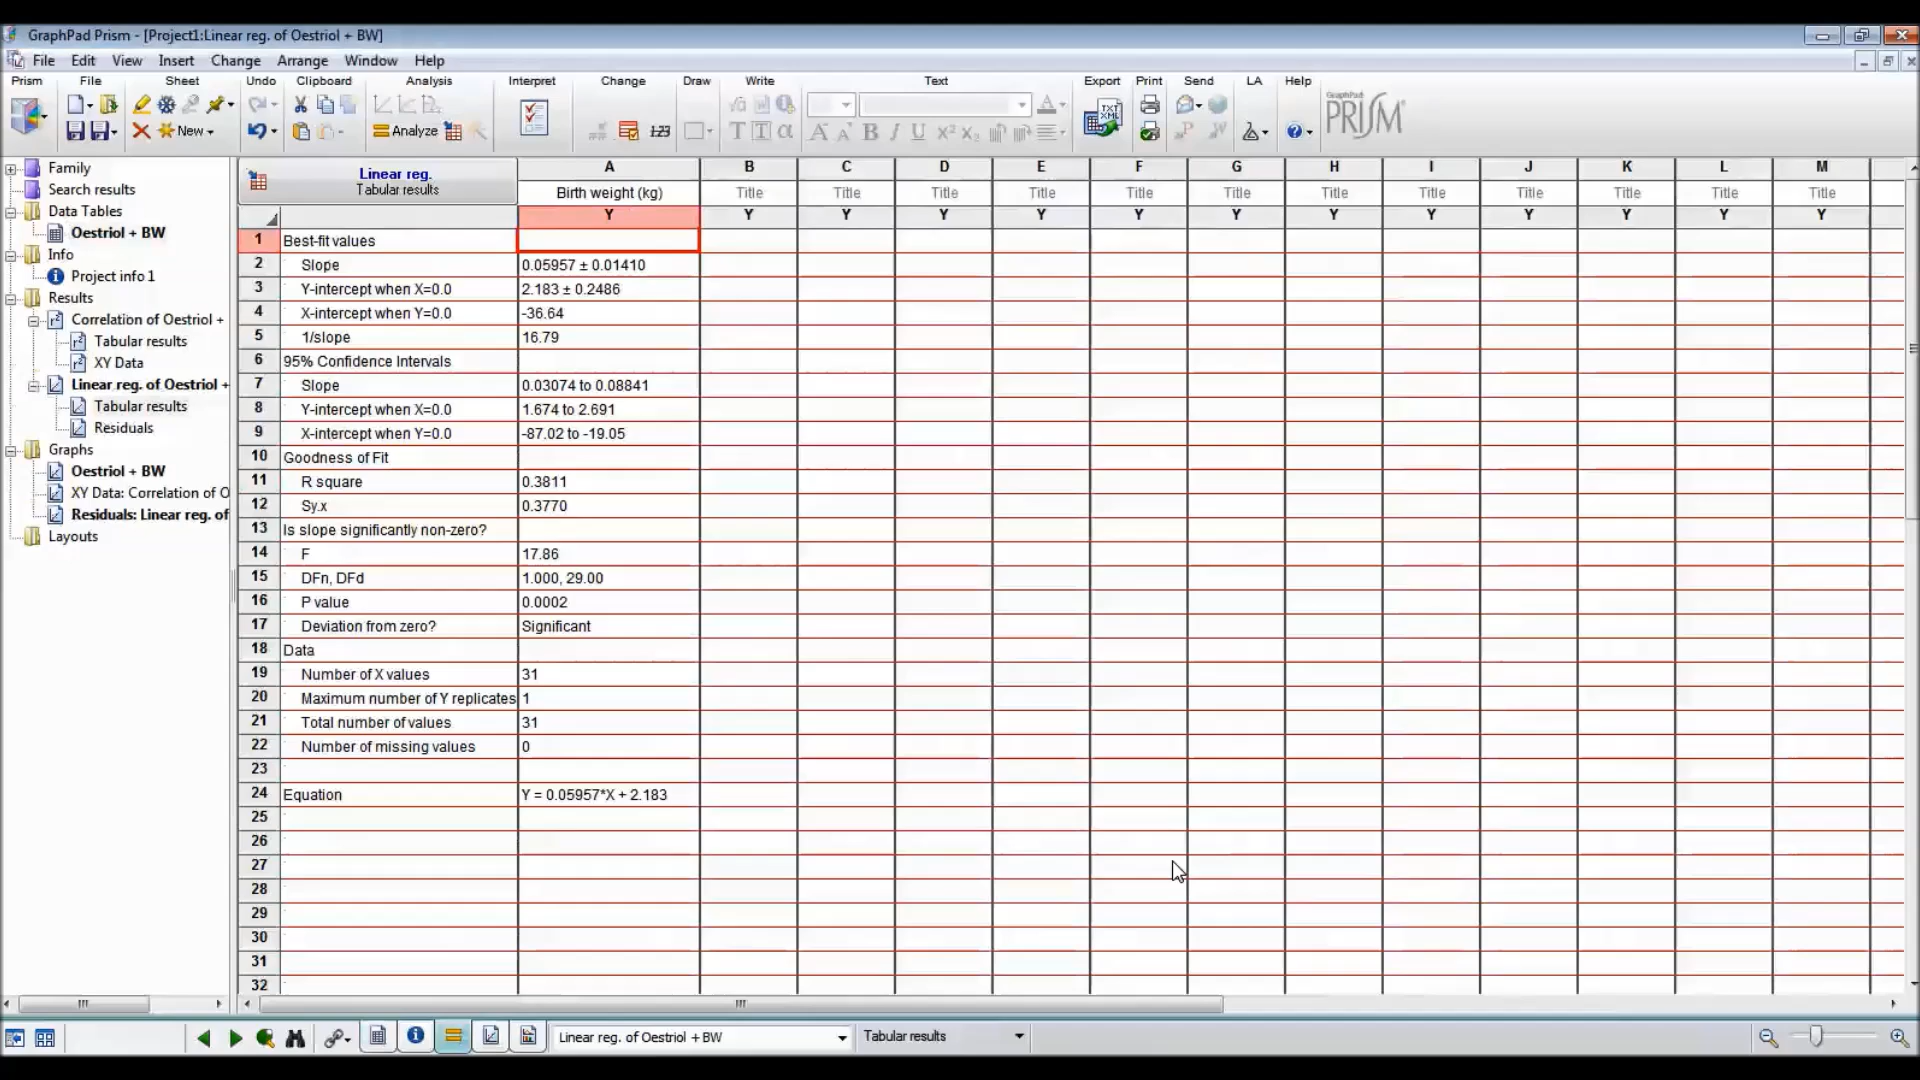 GraphPad Prism - [Project1:Linear reg. of Oestriol + BW]
File Edit View Insert Change Arrange Window Help
Prism File Sheet Undo Clipboard Analysis Interpret Change Draw Write Text Export Print Send LA Help
New
Analyze
GraphPad
PRISM
Family
Search results
Data Tables
Oestriol + BW
Info
Project info 1
Results
Correlation of Oestriol +
Tabular results
XY Data
Linear reg. of Oestriol +
Tabular results
Residuals
Graphs
Oestriol + BW
XY Data: Correlation of O
Residuals: Linear reg. of
Layouts
Linear reg.
Tabular results
A B C D E F G H I J K L M
Birth weight (kg) Title Title Title Title Title Title Title Title Title Title Title Title
Y Y Y Y Y Y Y Y Y Y Y Y Y
1 Best-fit values
2 Slope 0.05957 ± 0.01410
3 Y-intercept when X=0.0 2.183 ± 0.2486
4 X-intercept when Y=0.0 -36.64
5 1/slope 16.79
6 95% Confidence Intervals
7 Slope 0.03074 to 0.08841
8 Y-intercept when X=0.0 1.674 to 2.691
9 X-intercept when Y=0.0 -87.02 to -19.05
10 Goodness of Fit
11 R square 0.3811
12 Sy.x 0.3770
13 Is slope significantly non-zero?
14 F 17.86
15 DFn, DFd 1.000, 29.00
16 P value 0.0002
17 Deviation from zero? Significant
18 Data
19 Number of X values 31
20 Maximum number of Y replicates 1
21 Total number of values 31
22 Number of missing values 0
23
24 Equation Y = 0.05957*X + 2.183
25
26
27
28
29
30
31
32
Linear reg. of Oestriol + BW Tabular results